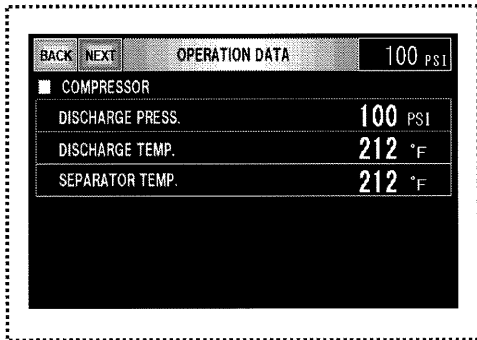 BACK NEXT OPERATION DATA 100 PSI
COMPRESSOR
DISCHARGE PRESS. 100 PSI
DISCHARGE TEMP. 212 °F
SEPARATOR TEMP. 212 °F